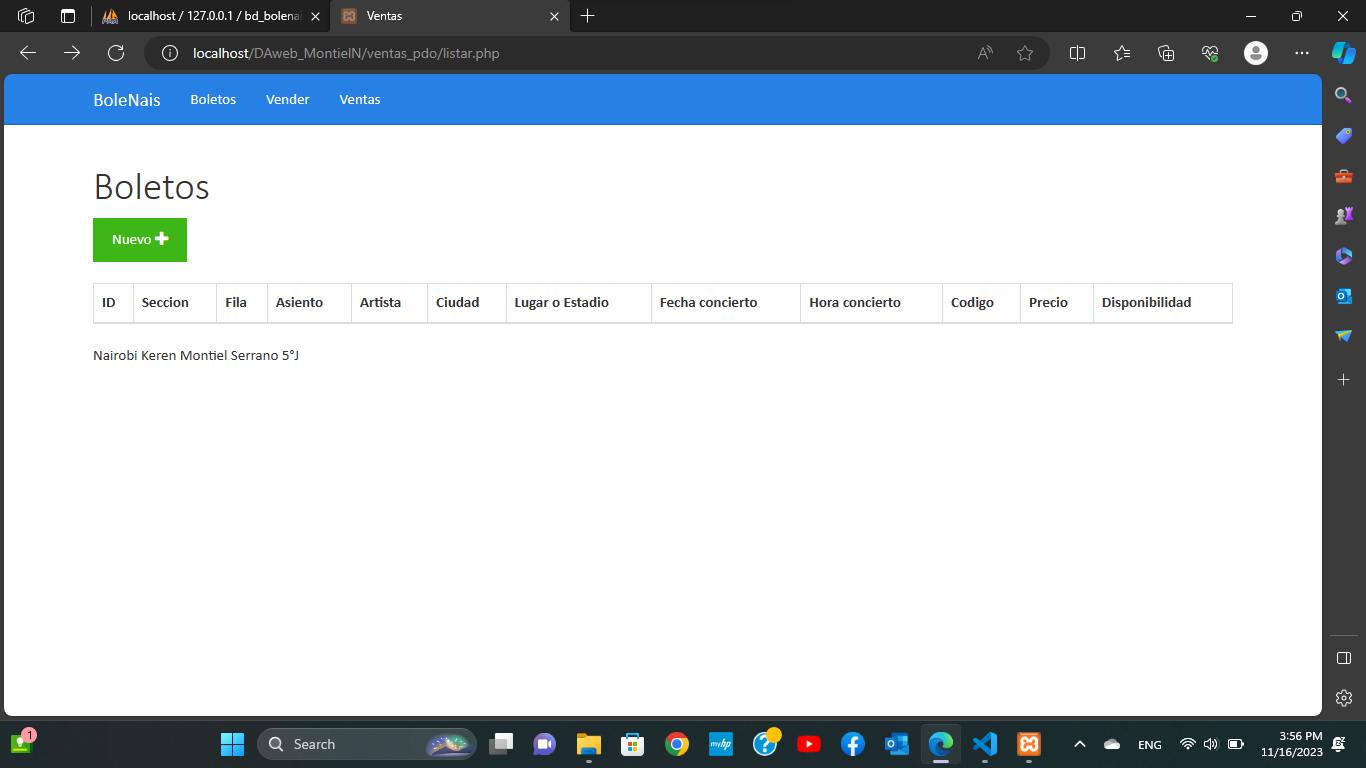 localhost / 127.0.0.1 / bd_bolenai
Ventas
localhost/DAweb_MontielN/ventas_pdo/listar.php
BoleNais Boletos Vender Ventas
Boletos
Nuevo
ID Seccion Fila Asiento Artista Ciudad Lugar o Estadio Fecha concierto Hora concierto Codigo Precio Disponibilidad
Nairobi Keren Montiel Serrano 5°J
1
Search
myhp
ENG
3:56 PM
11/16/2023